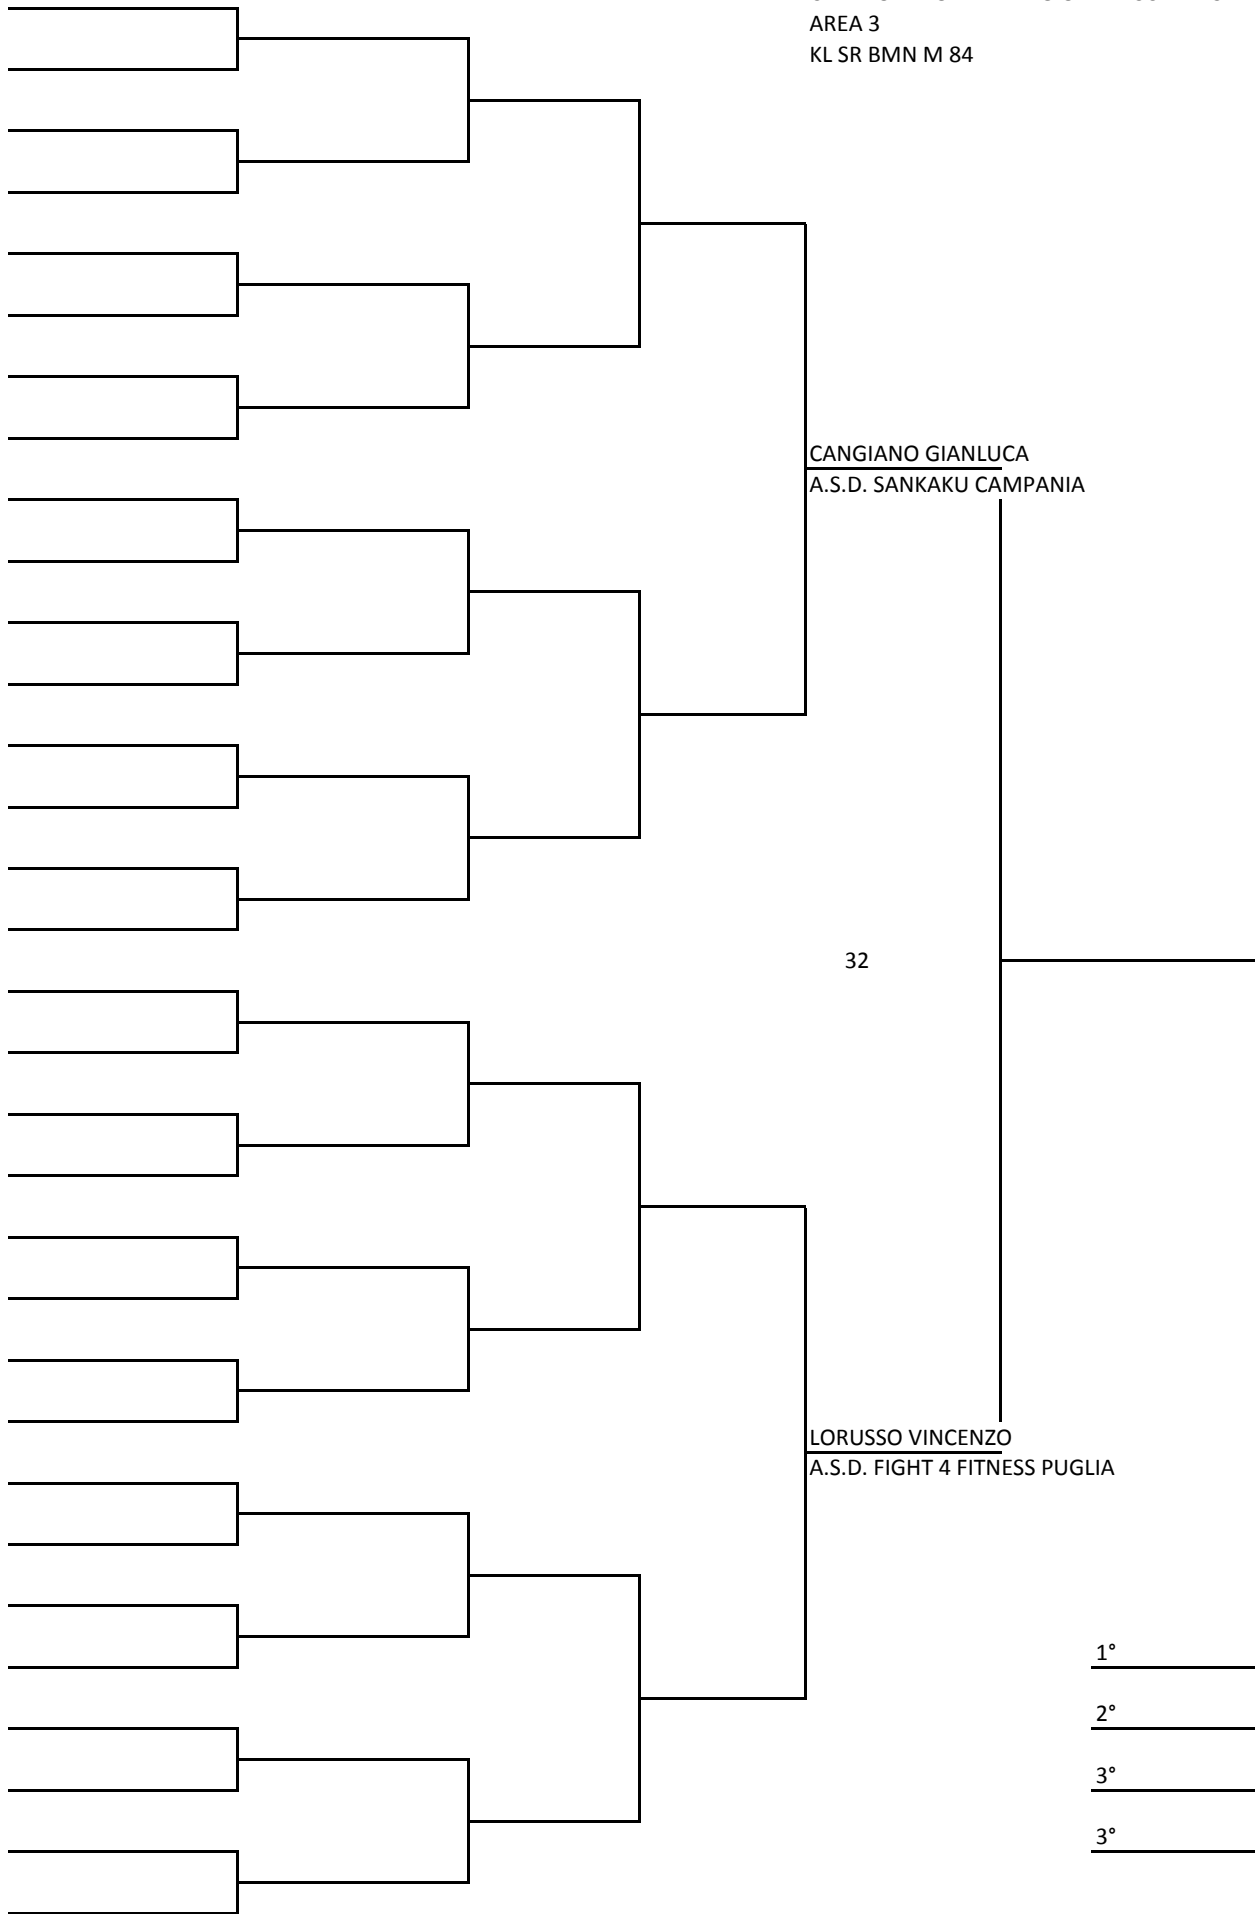 AREA 3
KL SR BMN M 84
CANGIANO GIANLUCA
A.S.D. SANKAKU CAMPANIA
32
LORUSSO VINCENZO
A.S.D. FIGHT 4 FITNESS PUGLIA
1°
2°
3°
3°